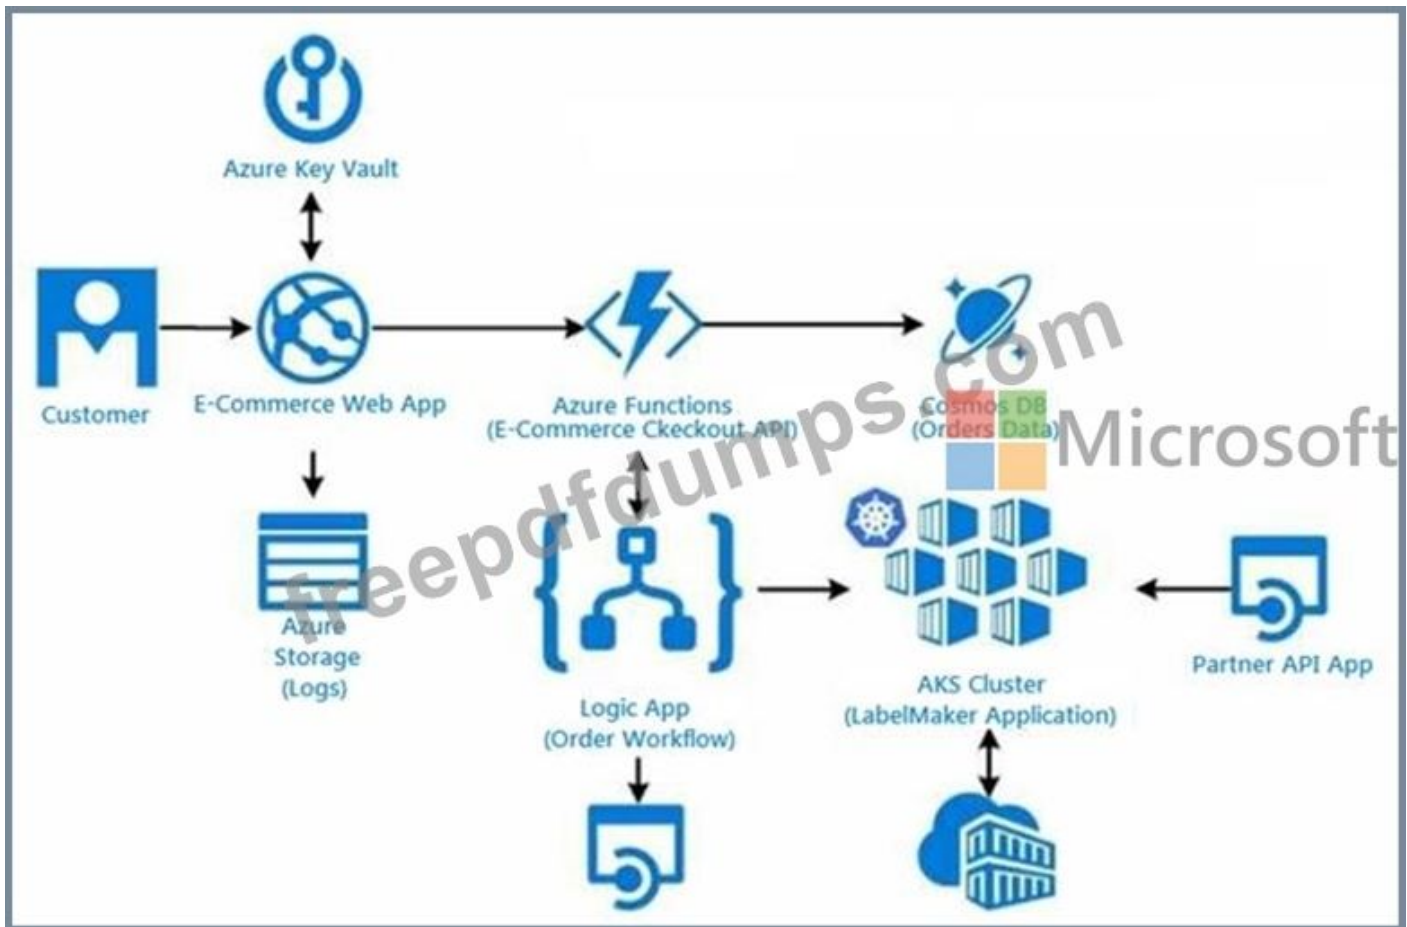 Azure Key Vault
Customer
E-Commerce Web App
Azure Functions
(E-Commerce Ckeckout API)
Cosmos DB
(Orders Data)
Microsoft
freepdfdumps.com
Azure
Storage
(Logs)
Logic App
(Order Workflow)
AKS Cluster
(LabelMaker Application)
Partner API App